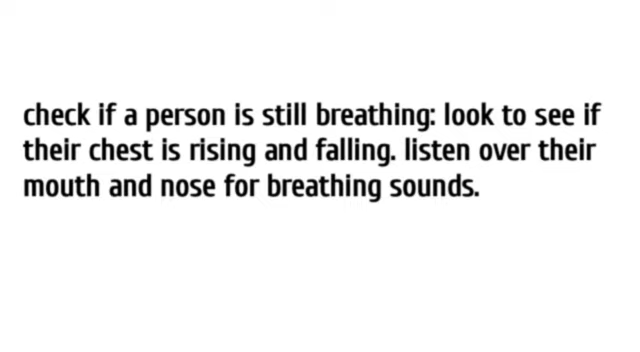 check if a person is still breathing: look to see if
their chest is rising and falling. listen over their
mouth and nose for breathing sounds.